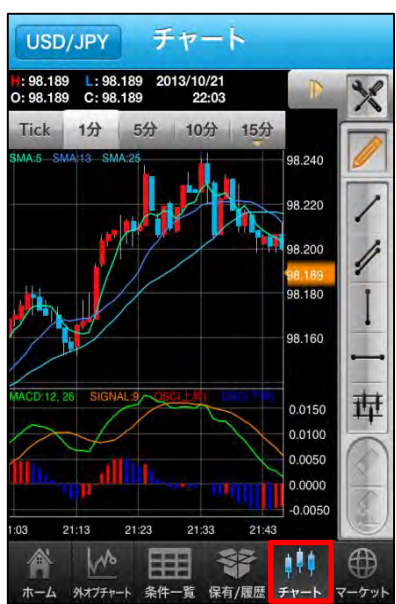 USD/JPY チャート
H: 98.189 L: 98.189 2013/10/21
O: 98.189 C: 98.189 22:03
Tick 1分 5分 10分 15分
SMA:5 SMA:13 SMA:25
98.240
98.220
98.200
98.189
98.180
98.160
MACD:12, 26 SIGNAL:9 OSC(上昇) OSC(下降)
0.0150
0.0100
0.0050
0.0000
-0.0050
1:03 21:13 21:23 21:33 21:43
ホーム 外オプチャート 条件一覧 保有/履歴 チャート マーケット